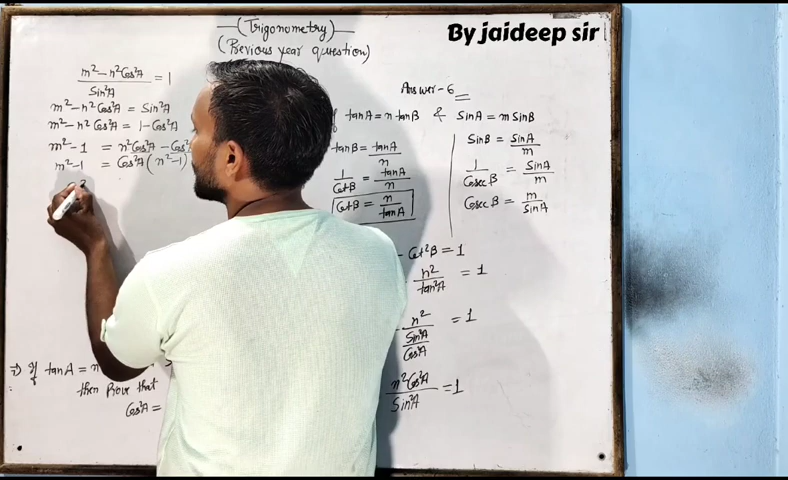 (Trigonometry)
(Previous year question)
By jaideep sir
m²-n²Cos²A / Sin²A = 1
m²-n²Cos²A = Sin²A
m²-n²Cos²A = 1-Cos²A
m²-1 = n²Cos²A - Cos²
m²-1 = Cos²A (n²-1)
⇒ If tanA = n
then Prove that
Cos²A =
Answer-6
tanA = n tanB & SinA = m SinB
tanB = tanA / n
1 / CotB = tanA / n
CotB = n / tanA
SinB = SinA / m
1 / CosecB = SinA / m
CosecB = m / SinA
- Cot²B = 1
n² / tan²A = 1
n² / (Sin²A / Cos²A) = 1
n²Cos²A / Sin²A = 1